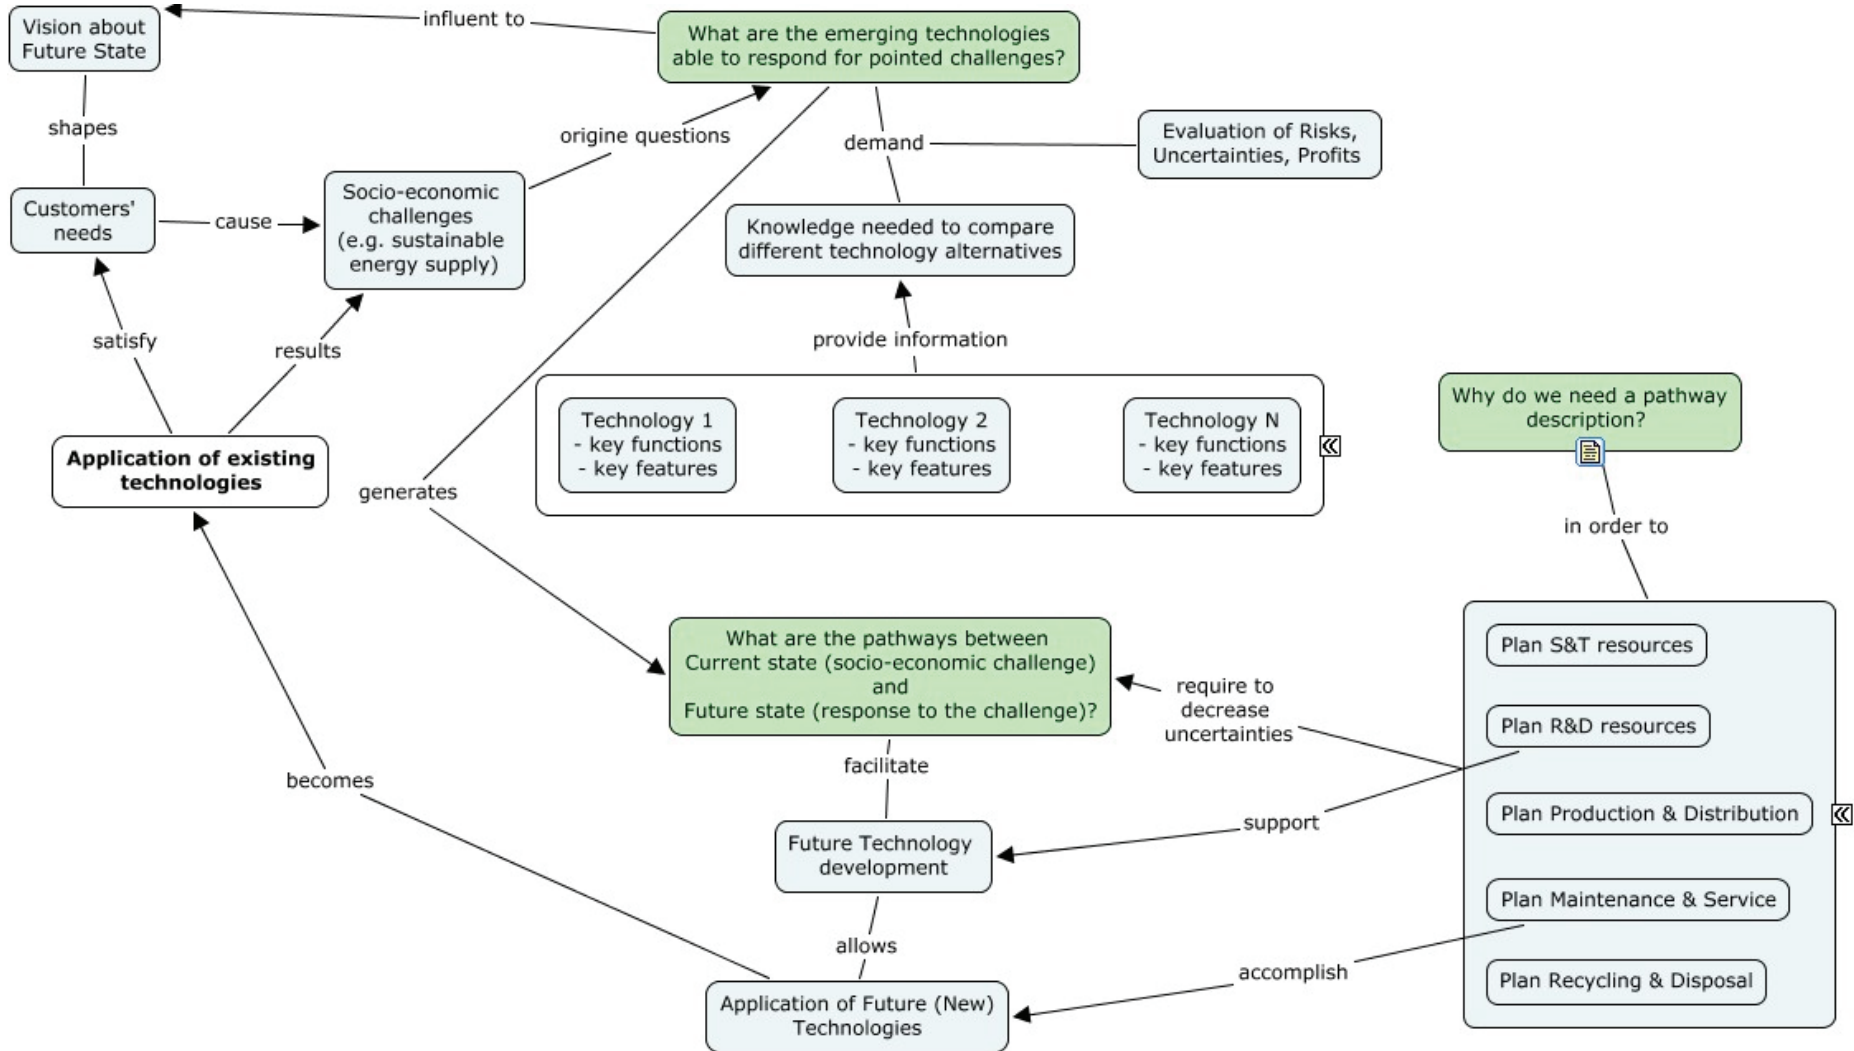 Vision about
Future State
influent to
What are the emerging technologies
able to respond for pointed challenges?
shapes
origine questions
demand
Evaluation of Risks,
Uncertainties, Profits
Customers'
needs
cause
Socio-economic
challenges
(e.g. sustainable
energy supply)
Knowledge needed to compare
different technology alternatives
satisfy
results
provide information
Application of existing
technologies
generates
Technology 1
- key functions
- key features
Technology 2
- key functions
- key features
Technology N
- key functions
- key features
Why do we need a pathway
description?
in order to
What are the pathways between
Current state (socio-economic challenge)
and
Future state (response to the challenge)?
require to
decrease
uncertainties
Plan S&T resources
Plan R&D resources
Plan Production & Distribution
Plan Maintenance & Service
Plan Recycling & Disposal
becomes
facilitate
support
Future Technology
development
allows
accomplish
Application of Future (New)
Technologies